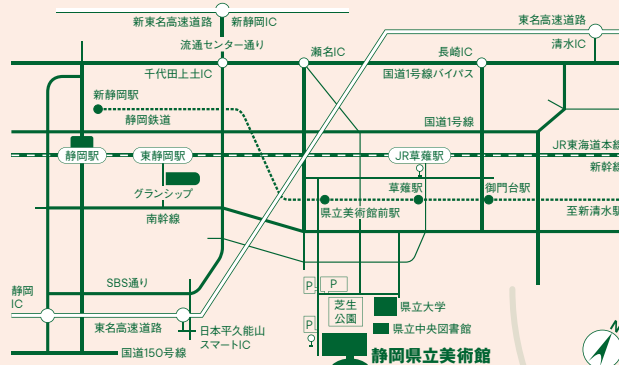 新東名高速道路
新静岡IC
東名高速道路
流通センター通り
清水IC
瀬名IC
長崎IC
千代田上土IC
国道1号線バイパス
新静岡駅
静岡鉄道
国道1号線
JR東海道本線
静岡駅
東静岡駅
JR草薙駅
新幹線
グランシップ
草薙駅
御門台駅
南幹線
県立美術館前駅
至新清水駅
SBS通り
静岡
IC
P
P
芝生
公園
県立大学
P
県立中央図書館
東名高速道路
日本平久能山
スマートIC
国道150号線
静岡県立美術館
N